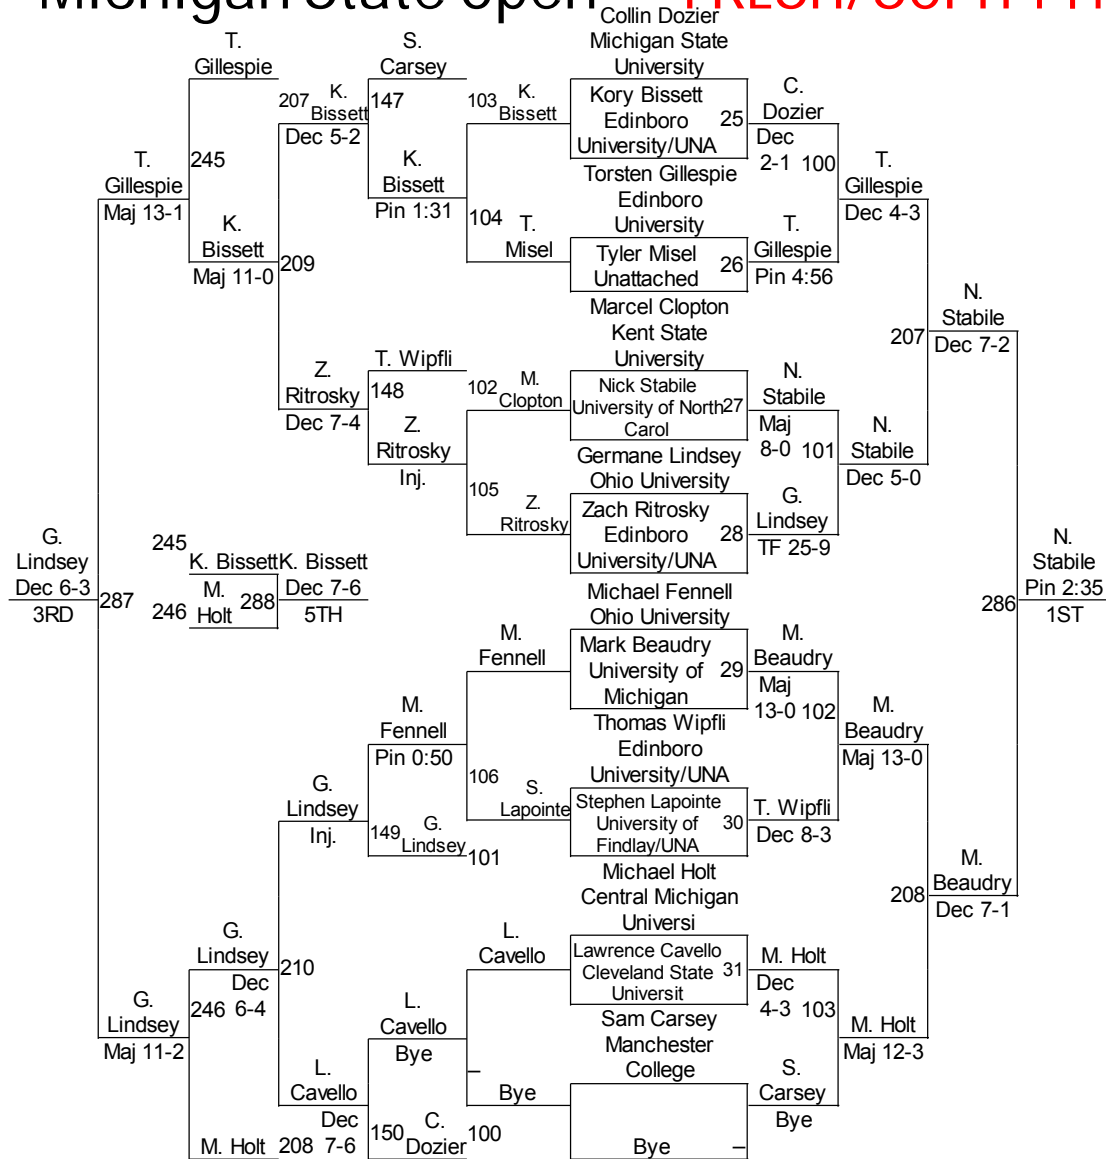 Michigan State Open
FRESH/SOPH
Collin Dozier
Michigan State
University
T.
Gillespie
S.
Carsey
207
K.
Bissett
147
103
K.
Bissett
Kory Bissett
Edinboro
University/UNA
25
C.
Dozier
Dec 5-2
Dec
2-1
100
T.
Gillespie
Maj 13-1
245
K.
Bissett
Pin 1:31
Torsten Gillespie
Edinboro
University
T.
Gillespie
Dec 4-3
K.
Bissett
Maj 11-0
209
104
T.
Misel
Tyler Misel
Unattached
26
T.
Gillespie
Pin 4:56
Marcel Clopton
Kent State
University
N.
Stabile
Dec 7-2
207
Z.
Ritrosky
Dec 7-4
T. Wipfli
148
102
M.
Clopton
Nick Stabile
University of North
Carol
27
N.
Stabile
Maj
8-0
101
Z.
Ritrosky
Inj.
N.
Stabile
Dec 5-0
Germane Lindsey
Ohio University
105
Z.
Ritrosky
Zach Ritrosky
Edinboro
University/UNA
28
G.
Lindsey
TF 25-9
G.
Lindsey
Dec 6-3
3RD
287
245
K. Bissett
K. Bissett
246
M.
Holt
288
Dec 7-6
5TH
286
N.
Stabile
Pin 2:35
1ST
Michael Fennell
Ohio University
M.
Fennell
Mark Beaudry
University of
Michigan
29
M.
Beaudry
Maj
13-0
102
M.
Fennell
Pin 0:50
M.
Beaudry
Maj 13-0
Thomas Wipfli
Edinboro
University/UNA
G.
Lindsey
Inj.
106
S.
Lapointe
Stephen Lapointe
University of
Findlay/UNA
30
T. Wipfli
Dec 8-3
149
G.
Lindsey
101
Michael Holt
Central Michigan
Universi
208
M.
Beaudry
Dec 7-1
G.
Lindsey
Dec
6-4
210
L.
Cavello
Lawrence Cavello
Cleveland State
Universit
31
M. Holt
Dec
4-3
103
G.
Lindsey
Maj 11-2
246
L.
Cavello
Bye
Sam Carsey
Manchester
College
M. Holt
Maj 12-3
L.
Cavello
Dec
7-6
–
Bye
S.
Carsey
Bye
M. Holt
208
150
C.
Dozier
100
Bye
–